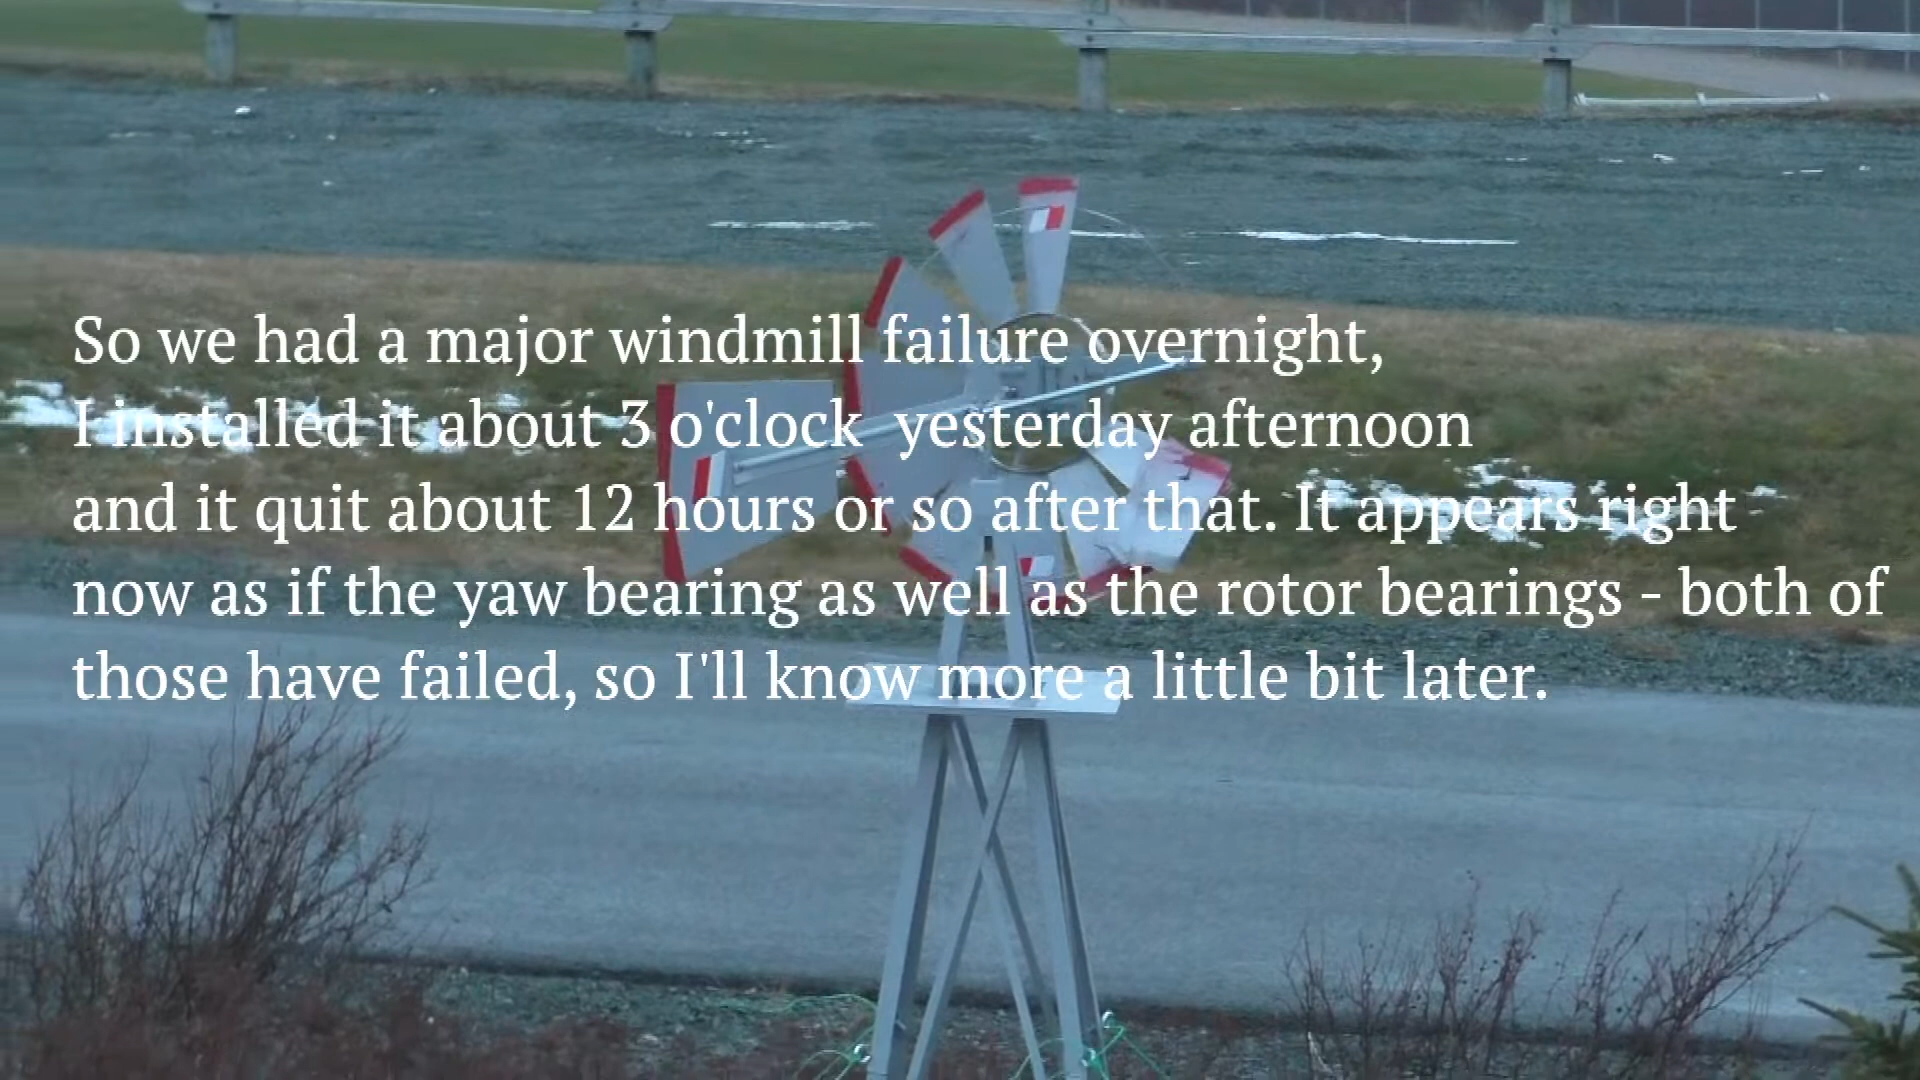 So we had a major windmill failure overnight,
I installed it about 3 o'clock  yesterday afternoon
and it quit about 12 hours or so after that. It appears right
now as if the yaw bearing as well as the rotor bearings - both of
those have failed, so I'll know more a little bit later.